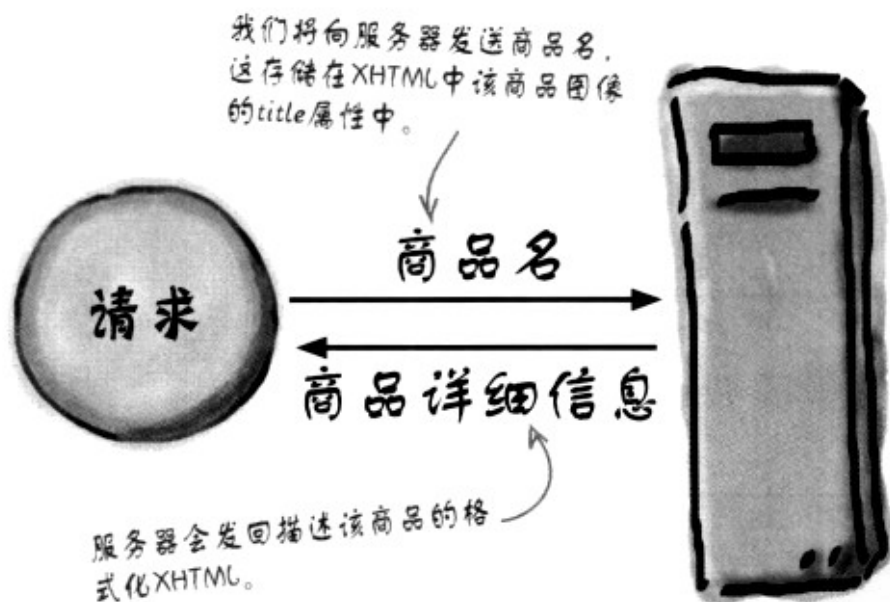 我们将向服务器发送商品名，
这存储在XHTML中该商品图像
的title属性中。
商品名
请求
商品详细信息
服务器会发回描述该商品的格
式化XHTML。